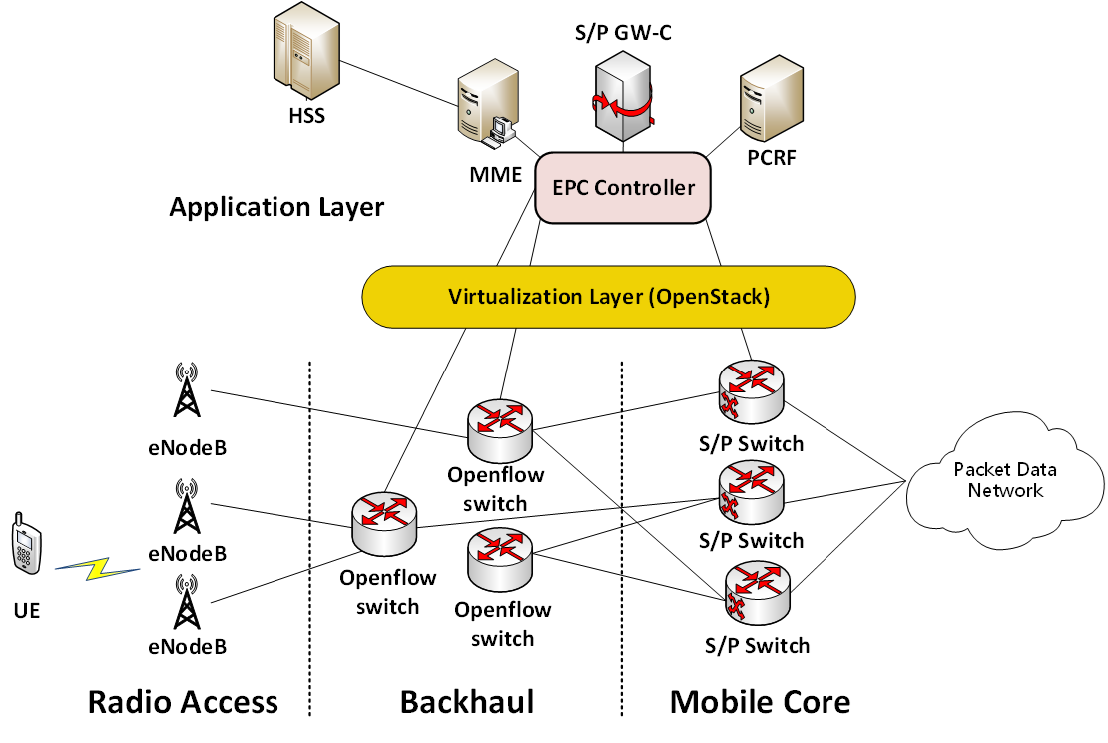 S/P GW-C
HSS
MME
PCRF
EPC Controller
Application Layer
Virtualization Layer (OpenStack)
eNodeB
S/P Switch
Openflow
switch
Packet Data
Network
eNodeB
S/P Switch
Openflow
switch
Openflow
switch
UE
eNodeB
S/P Switch
Radio Access
Backhaul
Mobile Core